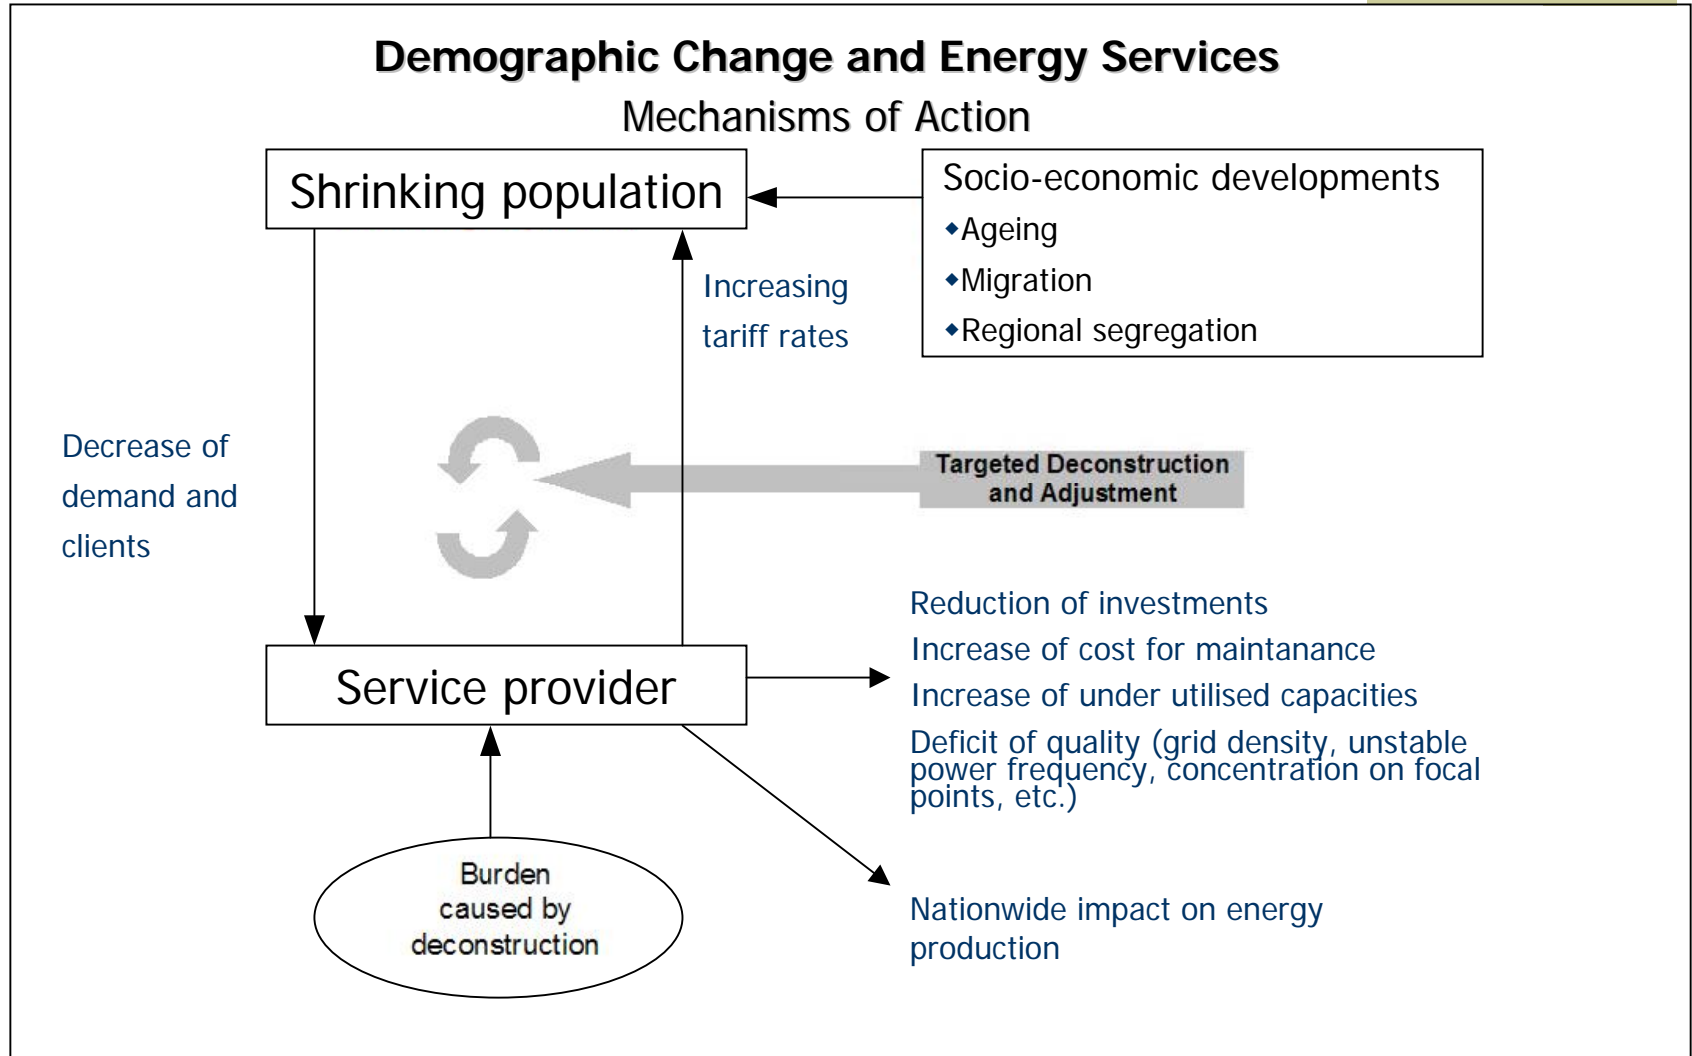 Demographic Change and Energy Services
Mechanisms of Action
Shrinking population
Socio-economic developments
◆Ageing
◆Migration
◆Regional segregation
Increasing
tariff rates
Decrease of
demand and
clients
Targeted Deconstruction
and Adjustment
Service provider
Reduction of investments
Increase of cost for maintanance
Increase of under utilised capacities
Deficit of quality (grid density, unstable
power frequency, concentration on focal
points, etc.)
Burden
caused by
deconstruction
Nationwide impact on energy
production